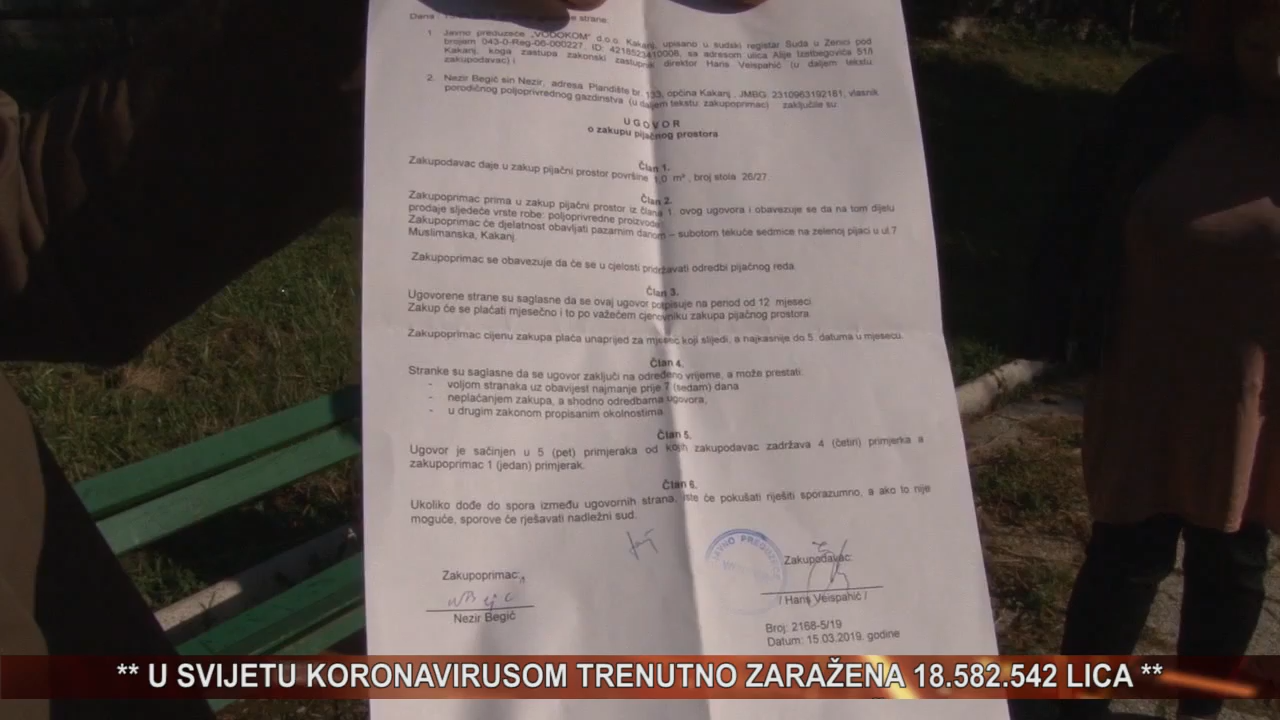 Dana : strane.
1. Javno preduzeće „VODOKOM" d.o.o. Kakanj, upisano u sudski registar Suda u Zenici pod
brojem 043-0-Reg-06-000227, ID: 4218523410008, sa adresom ulica Alije Izetbegovića 51/I
Kakanj, koga zastupa zakonski zastupnik direktor Haris Veispahić (u daljem tekstu
zakupodavac) i
2. Nezir Begić sin Nezir, adresa Plandište br. 133, općina Kakanj , JMBG: 2310963192181, vlasnik
porodičnog poljoprivrednog gazdinstva (u daljem tekstu: zakupoprimac) zaključile su:
U G O V O R
o zakupu pijačnog prostora
Član 1.
Zakupodavac daje u zakup pijačni prostor površine 1,0 m² , broj stola 26/27.
Član 2.
Zakupoprimac prima u zakup pijačni prostor iz člana 1. ovog ugovora i obavezuje se da na tom dijelu
prodaje sljedeće vrste robe: poljoprivredne proizvode.
Zakupoprimac će djelatnost obavljati pazarnim danom – subotom tekuće sedmice na zelenoj pijaci u ul.7
Muslimanska, Kakanj.
Zakupoprimac se obavezuje da će se u cjelosti pridržavati odredbi pijačnog reda.
Član 3.
Ugovorene strane su saglasne da se ovaj ugovor potpisuje na period od 12 mjeseci
Zakup će se plaćati mjesečno i to po važećem cjenovniku zakupa pijačnog prostora.
Zakupoprimac cijenu zakupa plaća unaprijed za mjesec koji slijedi, a najkasnije do 5. datuma u mjesecu.
Član 4.
Stranke su saglasne da se ugovor zaključi na određeno vrijeme, a može prestati:
- voljom stranaka uz obavijest najmanje prije 7 (sedam) dana
- neplaćanjem zakupa, a shodno odredbama ugovora,
- u drugim zakonom propisanim okolnostima
Član 5.
Ugovor je sačinjen u 5 (pet) primjeraka od kojih zakupodavac zadržava 4 (četiri) primjerka a
zakupoprimac 1 (jedan) primjerak.
Član 6.
Ukoliko dođe do spora između ugovornih strana, iste će pokušati riješiti sporazumno, a ako to nije
moguće, sporove će rješavati nadležni sud.
JAVNO PREDUZEĆE
Zakupoprimac:
Nezir Begić
Zakupodavac:
/ Haris Veispahić /
Broj: 2168-5/19
Datum: 15.03.2019. godine
** U SVIJETU KORONAVIRUSOM TRENUTNO ZARAŽENA 18.582.542 LICA **